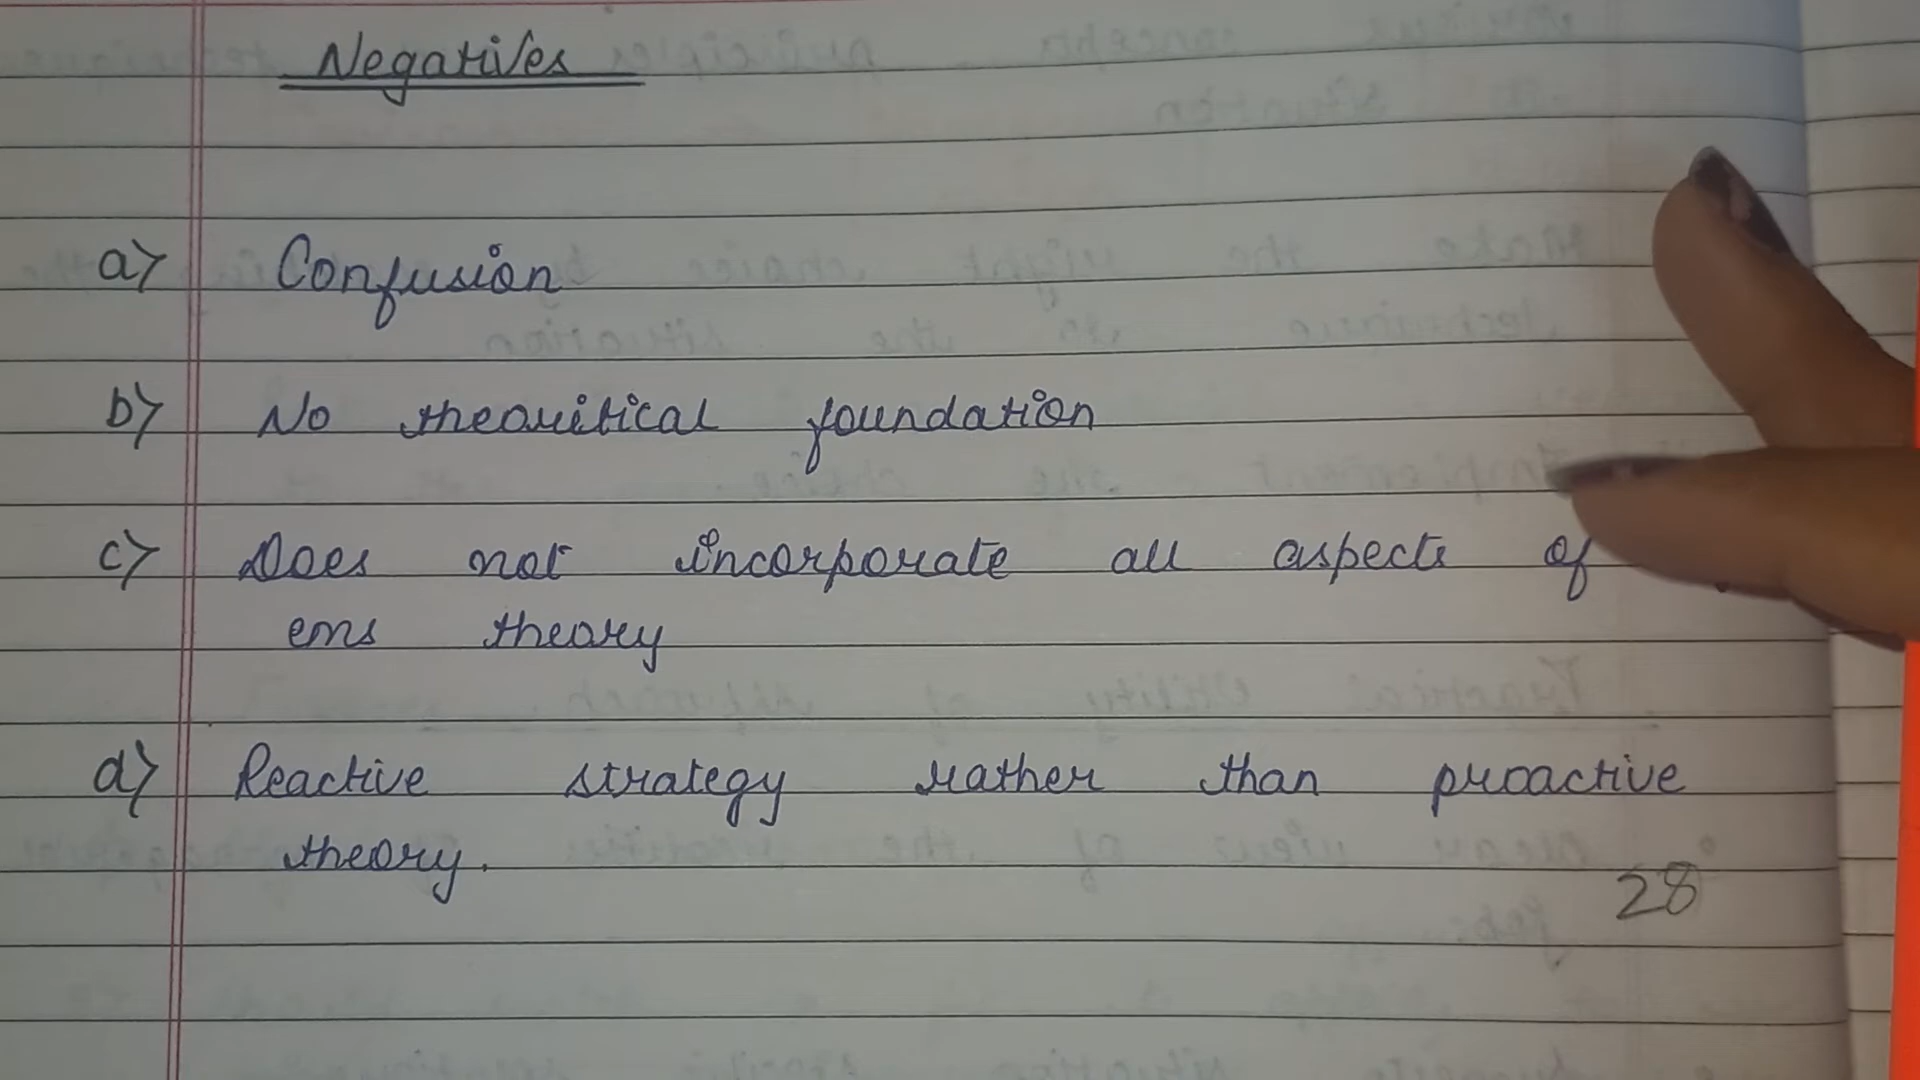 Negatives
a) Confusion
b) No theoritical foundation
c) Does not incorporate all aspects of
ems theory
d) Reactive strategy rather than proactive
theory.
28